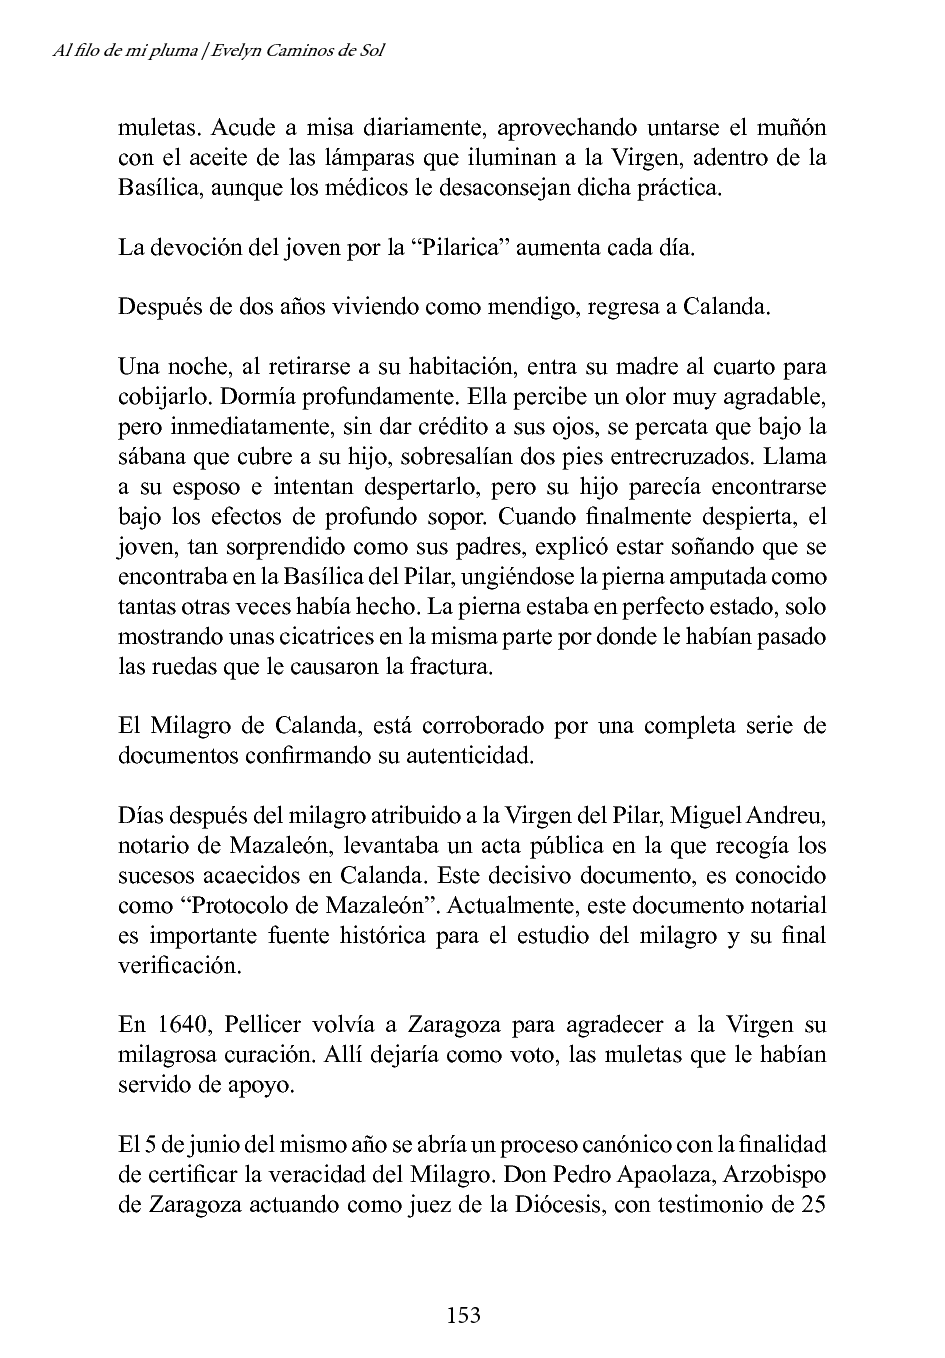 Al filo de mi pluma | Evelyn Caminos de Sol
muletas. Acude a misa diariamente, aprovechando untarse el muñón
con el aceite de las lámparas que iluminan a la Virgen, adentro de la
Basílica, aunque los médicos le desaconsejan dicha práctica.
La devoción del joven por la “Pilarica” aumenta cada día.
Después de dos años viviendo como mendigo, regresa a Calanda.
Una noche, al retirarse a su habitación, entra su madre al cuarto para
cobijarlo. Dormía profundamente. Ella percibe un olor muy agradable,
pero inmediatamente, sin dar crédito a sus ojos, se percata que bajo la
sábana que cubre a su hijo, sobresalían dos pies entrecruzados. Llama
a su esposo e intentan despertarlo, pero su hijo parecía encontrarse
bajo los efectos de profundo sopor. Cuando finalmente despierta, el
joven, tan sorprendido como sus padres, explicó estar soñando que se
encontraba en la Basílica del Pilar, ungiéndose la pierna amputada como
tantas otras veces había hecho. La pierna estaba en perfecto estado, solo
mostrando unas cicatrices en la misma parte por donde le habían pasado
las ruedas que le causaron la fractura.
El Milagro de Calanda, está corroborado por una completa serie de
documentos confirmando su autenticidad.
Días después del milagro atribuido a la Virgen del Pilar, Miguel Andreu,
notario de Mazaleón, levantaba un acta pública en la que recogía los
sucesos acaecidos en Calanda. Este decisivo documento, es conocido
como “Protocolo de Mazaleón”. Actualmente, este documento notarial
es importante fuente histórica para el estudio del milagro y su final
verificación.
En 1640, Pellicer volvía a Zaragoza para agradecer a la Virgen su
milagrosa curación. Allí dejaría como voto, las muletas que le habían
servido de apoyo.
El 5 de junio del mismo año se abría un proceso canónico con la finalidad
de certificar la veracidad del Milagro. Don Pedro Apaolaza, Arzobispo
de Zaragoza actuando como juez de la Diócesis, con testimonio de 25
153